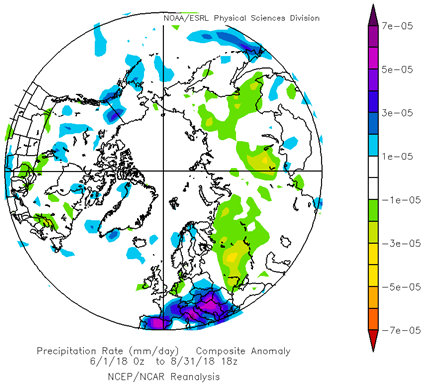 NOAA/ESRL Physical Sciences Division
7e-05
5e-05
3e-05
1e-05
-1e-05
-3e-05
-5e-05
-7e-05
Precipitation Rate (mm/day) Composite Anomaly
6/1/18 0z to 8/31/18 18z
NCEP/NCAR Reanalysis